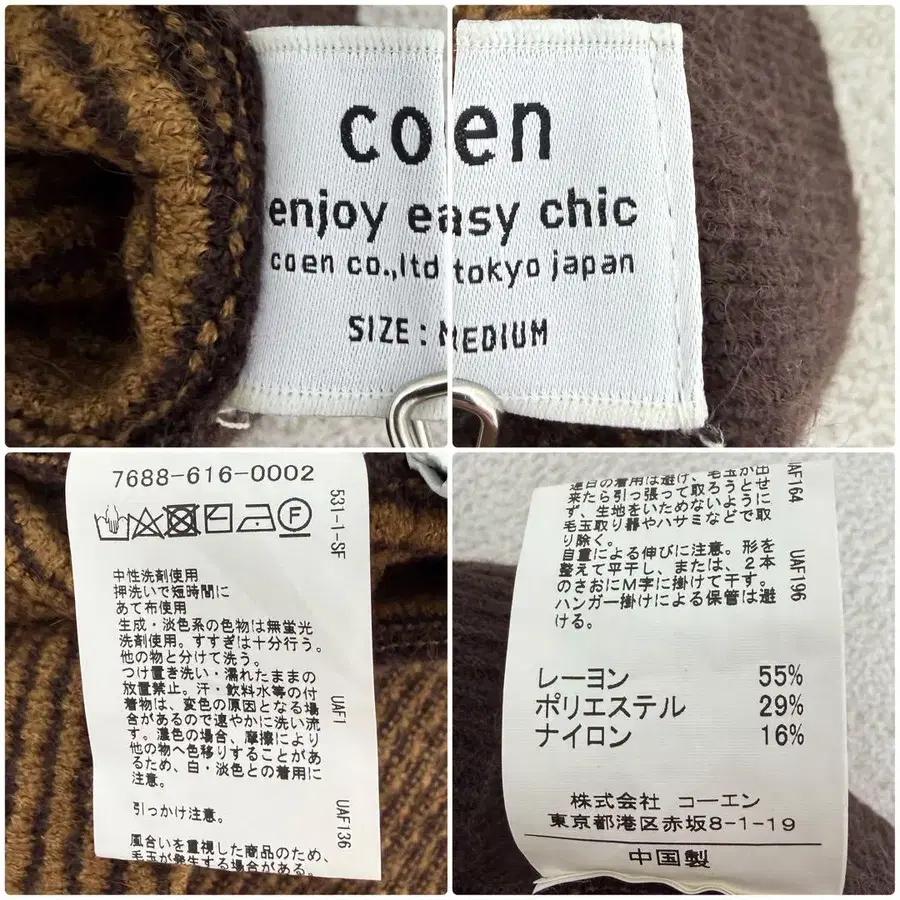 coen
enjoy easy chic
coen co.,ltd tokyo japan
SIZE : MEDIUM
7688-616-0002
531-1-SF
F
中性洗剤使用
押洗いで短時間に
あて布使用
生成・淡色系の色物は無蛍光
洗剤使用。すすぎは十分行う。
他の物と分けて洗う。
つけ置き洗い・濡れたままの
放置禁止。汗・飲料水等の付
着物は、変色の原因となる場
合があるので速やかに洗い流
す。濃色の場合、摩擦により
他の物へ色移りすることがあ
るため、白・淡色との着用に
注意。
UAF1
引っかけ注意。
風合いを重視した商品のため、
毛玉が発生する場合がある。
UAF136
連日の着用は避け、毛玉が出
来たら引っ張って取ろうとせ
ず、生地をいためないように
毛玉取り器やハサミなどで取
り除く。
UAF164
自重による伸びに注意。形を
整えて平干し、または、２本
のさおにＭ字に掛けて干す。
ハンガー掛けによる保管は避
ける。
UAF196
レーヨン 55%
ポリエステル 29%
ナイロン 16%
株式会社 コーエン
東京都港区赤坂8-1-19
中国製